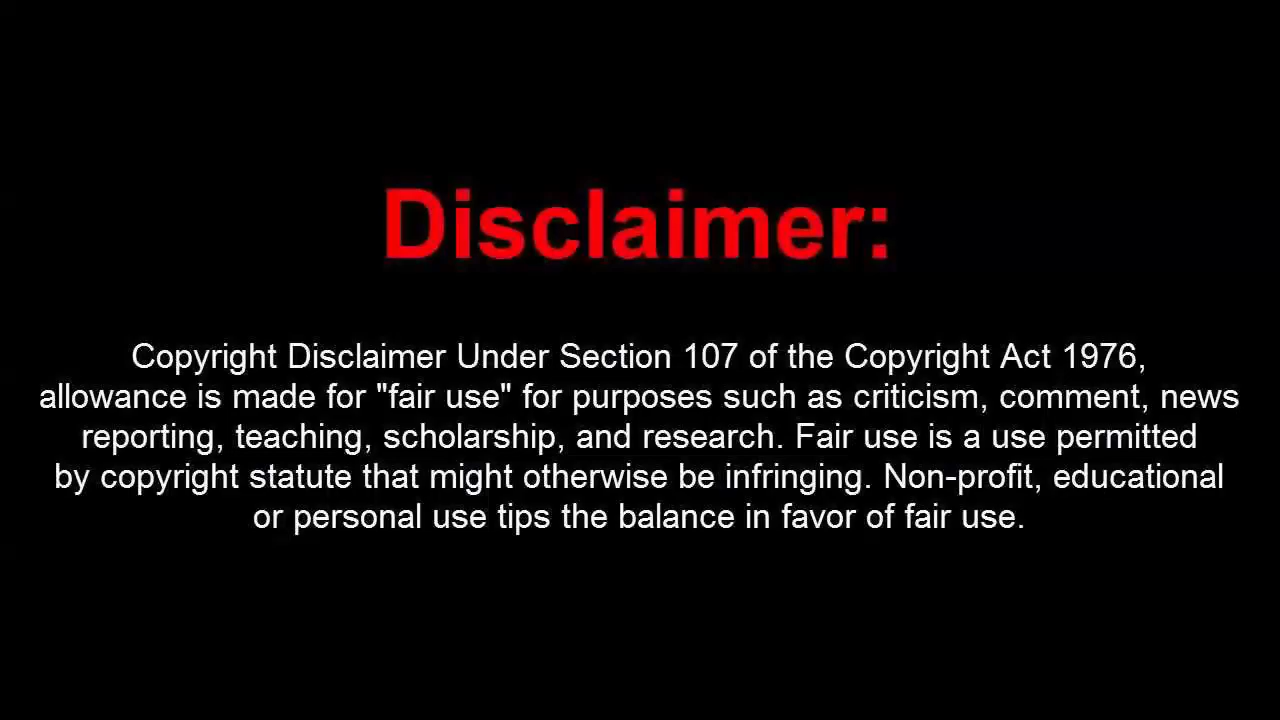 Disclaimer:
Copyright Disclaimer Under Section 107 of the Copyright Act 1976,
allowance is made for "fair use" for purposes such as criticism, comment, news
reporting, teaching, scholarship, and research. Fair use is a use permitted
by copyright statute that might otherwise be infringing. Non-profit, educational
or personal use tips the balance in favor of fair use.